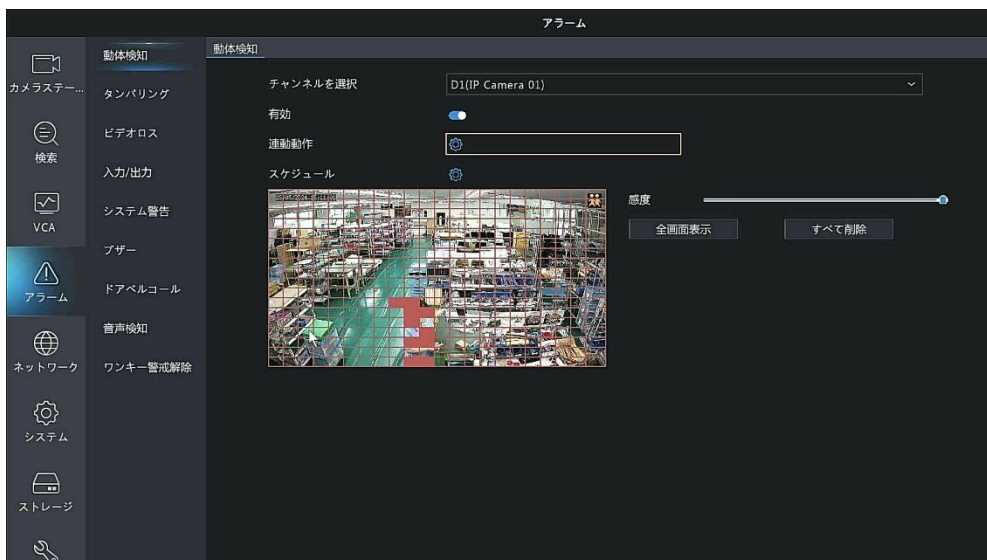 アラーム
カメラステー...
検索
VCA
アラーム
ネットワーク
システム
ストレージ
動体検知
タンパリング
ビデオロス
入力/出力
システム警告
ブザー
ドアベルコール
音声検知
ワンキー警戒解除
動体検知
チャンネルを選択
D1(IP Camera 01)
有効
連動動作
スケジュール
感度
全画面表示
すべて削除